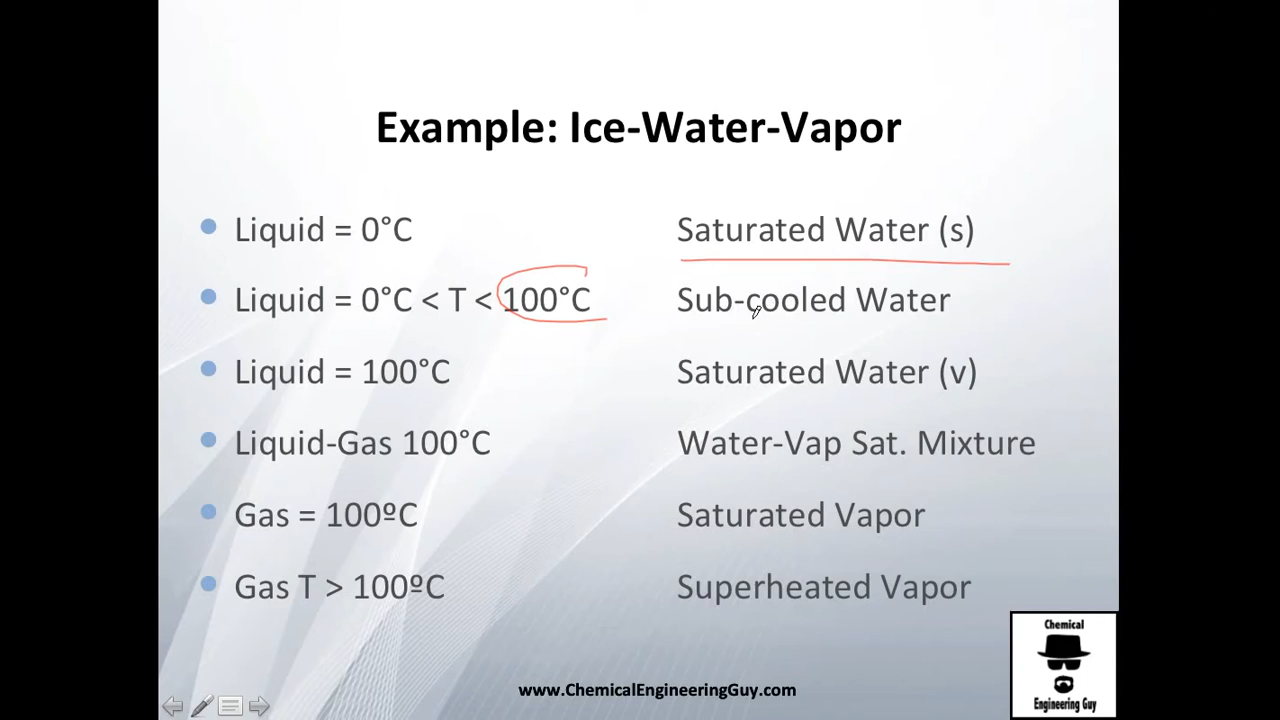 Example: Ice-Water-Vapor
Liquid = 0°C Saturated Water (s)
Liquid = 0°C < T < 100°C Sub-cooled Water
Liquid = 100°C Saturated Water (v)
Liquid-Gas 100°C Water-Vap Sat. Mixture
Gas = 100ºC Saturated Vapor
Gas T > 100ºC Superheated Vapor
Chemical
Engineering Guy
www.ChemicalEngineeringGuy.com